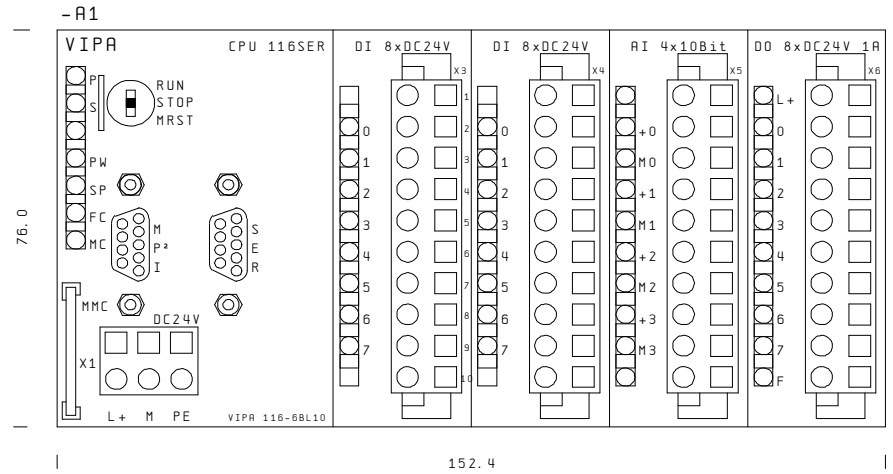 -A1
VIPA CPU 116SER DI 8xDC24V DI 8xDC24V AI 4x10Bit DO 8xDC24V 1A
X3 X4 X5 X6
P
RUN
S
STOP
MRST
PW
SP
FC
MC
M
P²
I
S
E
R
MMC
DC24V
X1
L+ M PE
VIPA 116-6BL10
1
2
3
4
5
6
7
8
9
10
0
1
2
3
4
5
6
7
0
1
2
3
4
5
6
7
+0
M0
+1
M1
+2
M2
+3
M3
L+
0
1
2
3
4
5
6
7
F
76.0
152.4